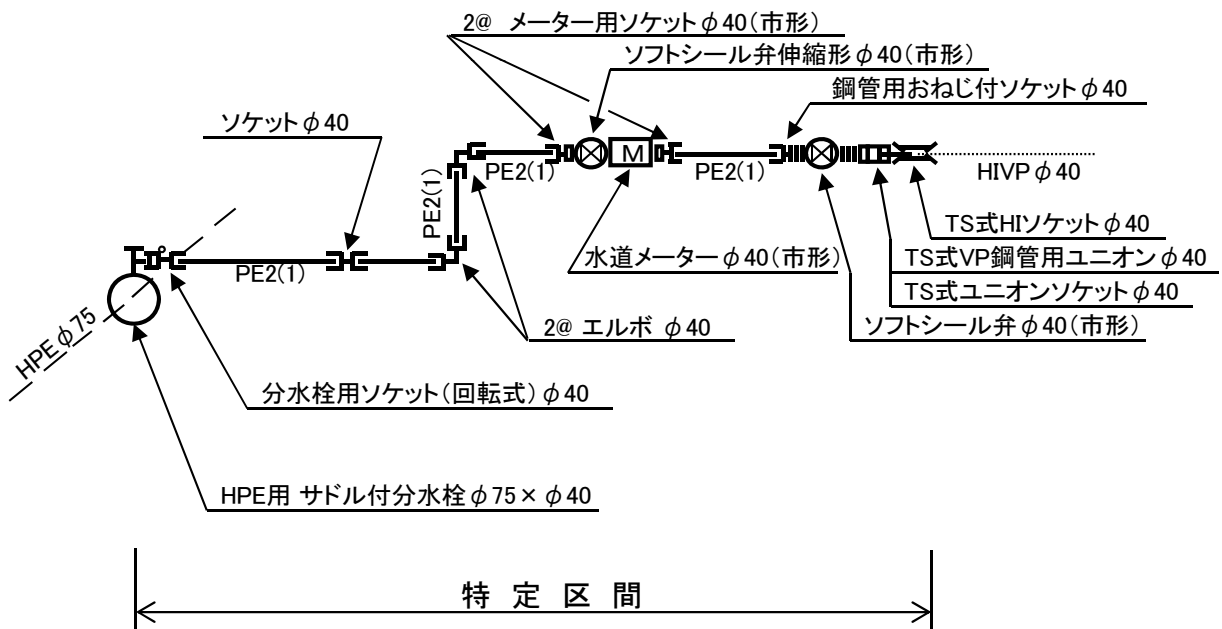 2@ メーター用ソケットφ40(市形)
ソフトシール弁伸縮形φ40(市形)
鋼管用おねじ付ソケットφ40
ソケットφ40
M
PE2(1)
PE2(1)
HIVPφ40
PE2(1)
TS式HIソケットφ40
水道メーターφ40(市形)
TS式VP鋼管用ユニオンφ40
PE2(1)
TS式ユニオンソケットφ40
HPEφ75
2@ エルボ φ40
ソフトシール弁φ40(市形)
分水栓用ソケット(回転式)φ40
HPE用 サドル付分水栓φ75×φ40
特定区間